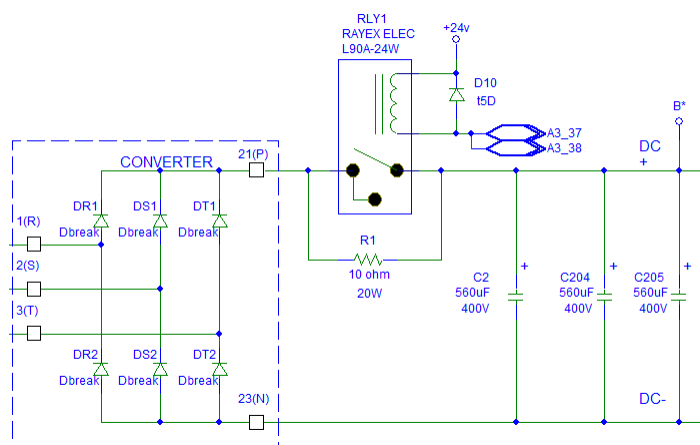 RLY1
RAYEX ELEC
L90A-24W
+24v
D10
t5D
A3_37
A3_38
B*
DC
+
CONVERTER
21(P)
DR1
DS1
DT1
Dbreak
Dbreak
Dbreak
1(R)
2(S)
3(T)
R1
10 ohm
20W
C2
560uF
400V
+
C204
560uF
400V
+
C205
560uF
400V
+
DR2
DS2
DT2
Dbreak
Dbreak
Dbreak
23(N)
DC-